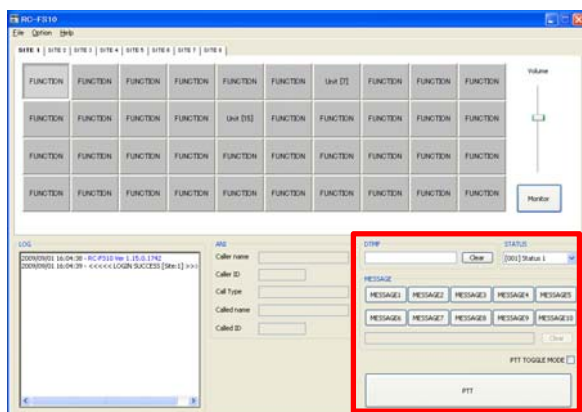 RC-FS10
File Option Help
SITE 1 SITE 2 SITE 3 SITE 4 SITE 5 SITE 6 SITE 7 SITE 8
FUNCTION FUNCTION FUNCTION FUNCTION FUNCTION FUNCTION Unit [7] FUNCTION FUNCTION FUNCTION
Volume
FUNCTION FUNCTION FUNCTION FUNCTION Unit [15] FUNCTION FUNCTION FUNCTION FUNCTION FUNCTION
FUNCTION FUNCTION FUNCTION FUNCTION FUNCTION FUNCTION FUNCTION FUNCTION FUNCTION FUNCTION
FUNCTION FUNCTION FUNCTION FUNCTION FUNCTION FUNCTION FUNCTION FUNCTION FUNCTION FUNCTION
Monitor
LOG
2009/09/01 16:04:38 - RC-FS10 Ver 1.15.0.1742
2009/09/01 16:04:39 - <<<<< LOGIN SUCCESS [Site:1] >>>
ANI
Caller name
Caller ID
Call Type
Called name
Called ID
DTMF
Clear
STATUS
[001] Status 1
MESSAGE
MESSAGE1 MESSAGE2 MESSAGE3 MESSAGE4 MESSAGE5
MESSAGE6 MESSAGE7 MESSAGE8 MESSAGE9 MESSAGE10
Clear
PTT TOGGLE MODE
PTT